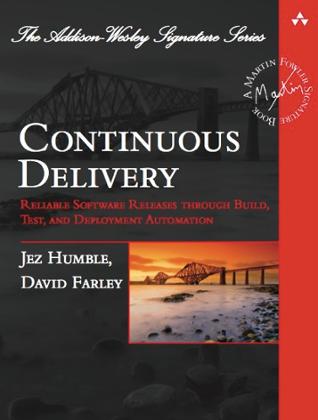 The Addison-Wesley Signature Series
A MARTIN FOWLER SIGNATURE BOOK
Martin
CONTINUOUS
DELIVERY
RELIABLE SOFTWARE RELEASES THROUGH BUILD,
TEST, AND DEPLOYMENT AUTOMATION
JEZ HUMBLE,
DAVID FARLEY